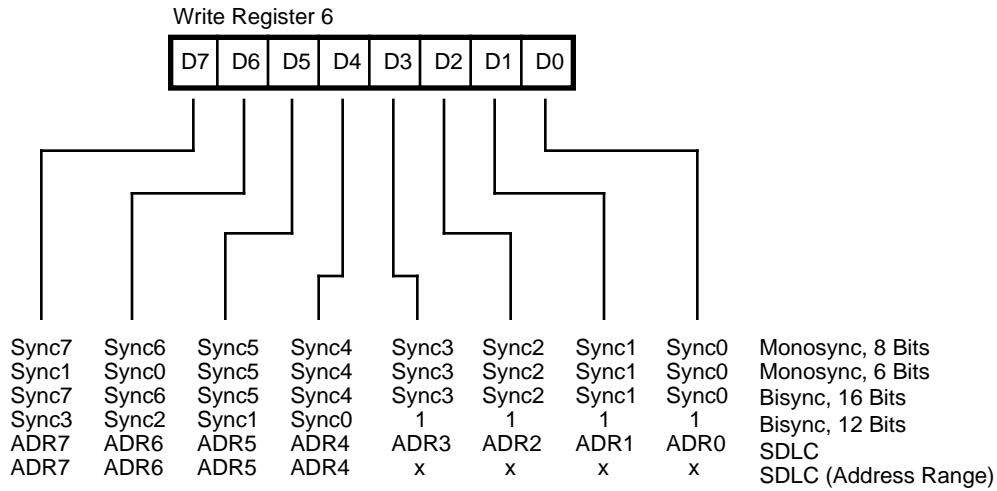 Write Register 6
D7 D6 D5 D4 D3 D2 D1 D0
Sync7 Sync6 Sync5 Sync4 Sync3 Sync2 Sync1 Sync0 Monosync, 8 Bits
Sync1 Sync0 Sync5 Sync4 Sync3 Sync2 Sync1 Sync0 Monosync, 6 Bits
Sync7 Sync6 Sync5 Sync4 Sync3 Sync2 Sync1 Sync0 Bisync, 16 Bits
Sync3 Sync2 Sync1 Sync0 1 1 1 1 Bisync, 12 Bits
ADR7 ADR6 ADR5 ADR4 ADR3 ADR2 ADR1 ADR0 SDLC
ADR7 ADR6 ADR5 ADR4 x x x x SDLC (Address Range)